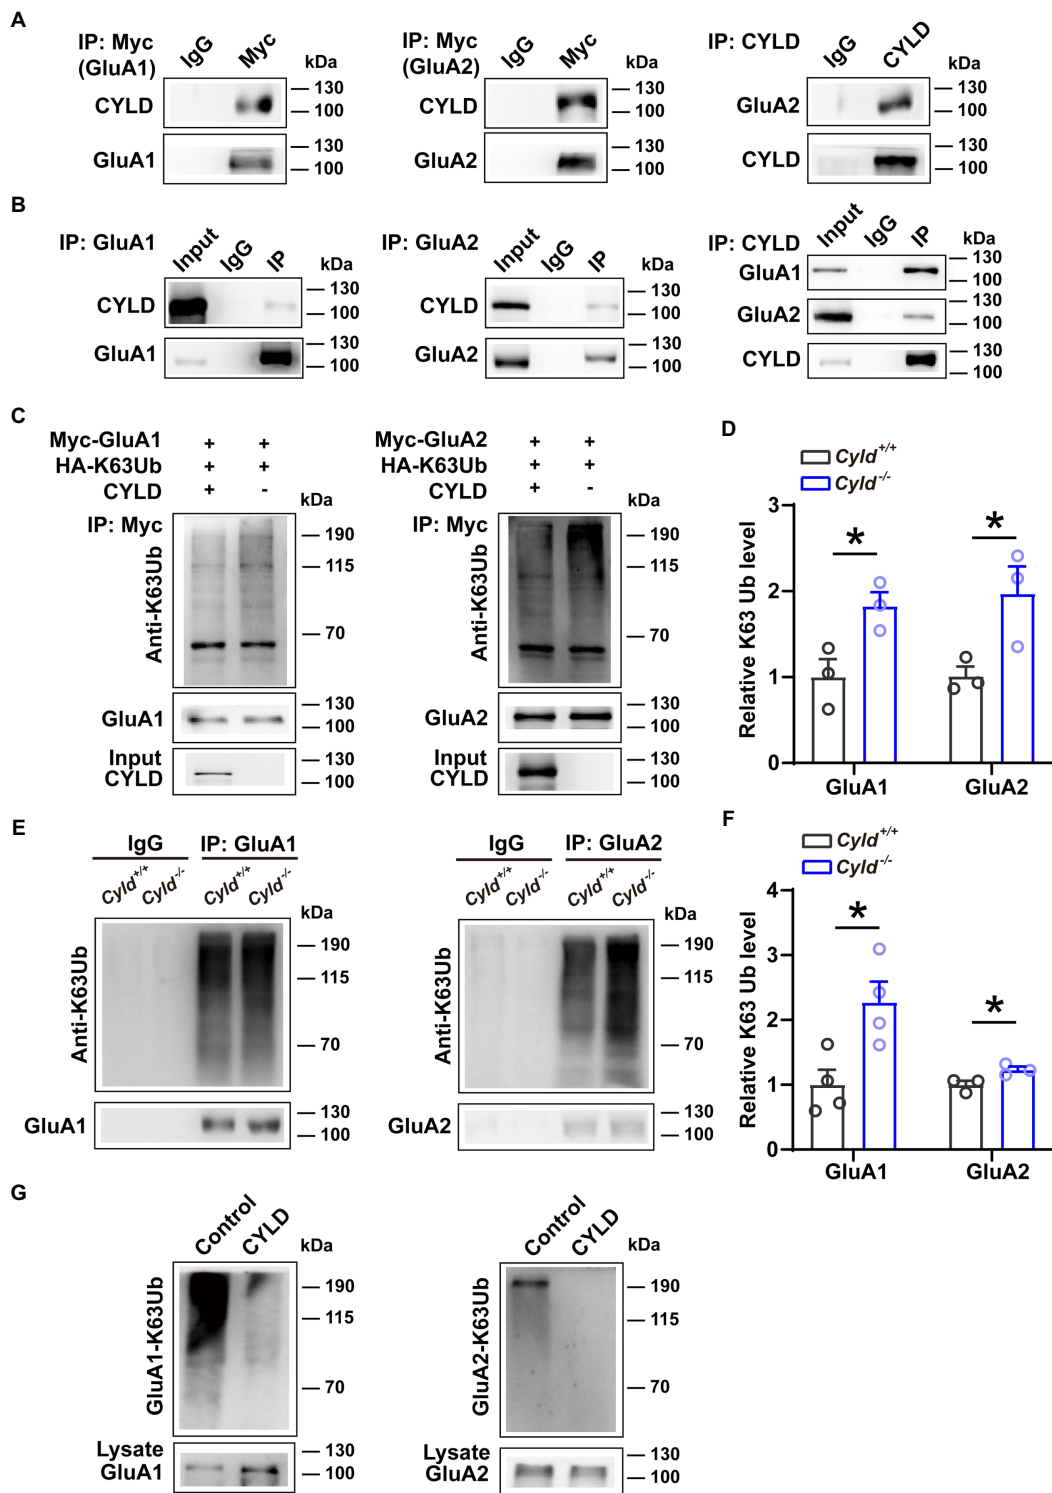 A
IP: Myc
(GluA1)
IgG
Myc
kDa
CYLD
130
100
GluA1
130
100
IP: Myc
(GluA2)
IgG
Myc
kDa
CYLD
130
100
GluA2
130
100
IP: CYLD
IgG
CYLD
kDa
GluA2
130
100
CYLD
130
100
B
IP: GluA1
Input
IgG
IP
kDa
CYLD
130
100
GluA1
130
100
IP: GluA2
Input
IgG
IP
kDa
CYLD
130
100
GluA2
130
100
IP: CYLD
Input
IgG
IP
kDa
GluA1
130
100
GluA2
130
100
CYLD
130
100
C
Myc-GluA1 + +
HA-K63Ub + +
CYLD + -
kDa
IP: Myc
Anti-K63Ub
190
115
70
GluA1
130
100
Input
CYLD
130
100
Myc-GluA2 + +
HA-K63Ub + +
CYLD + -
kDa
IP: Myc
Anti-K63Ub
190
115
70
GluA2
130
100
Input
CYLD
130
100
D
Cyld+/+
Cyld-/-
Relative K63 Ub level
3
2
1
0
* *
GluA1 GluA2
E
IgG IP: GluA1
Cyld+/+ Cyld-/- Cyld+/+ Cyld-/-
kDa
Anti-K63Ub
190
115
70
GluA1
130
100
IgG IP: GluA2
Cyld+/+ Cyld-/- Cyld+/+ Cyld-/-
kDa
Anti-K63Ub
190
115
70
GluA2
130
100
F
Cyld+/+
Cyld-/-
Relative K63 Ub level
4
3
2
1
0
* *
GluA1 GluA2
G
Control
CYLD
kDa
GluA1-K63Ub
190
115
70
Lysate
GluA1
130
100
Control
CYLD
kDa
GluA2-K63Ub
190
115
70
Lysate
GluA2
130
100